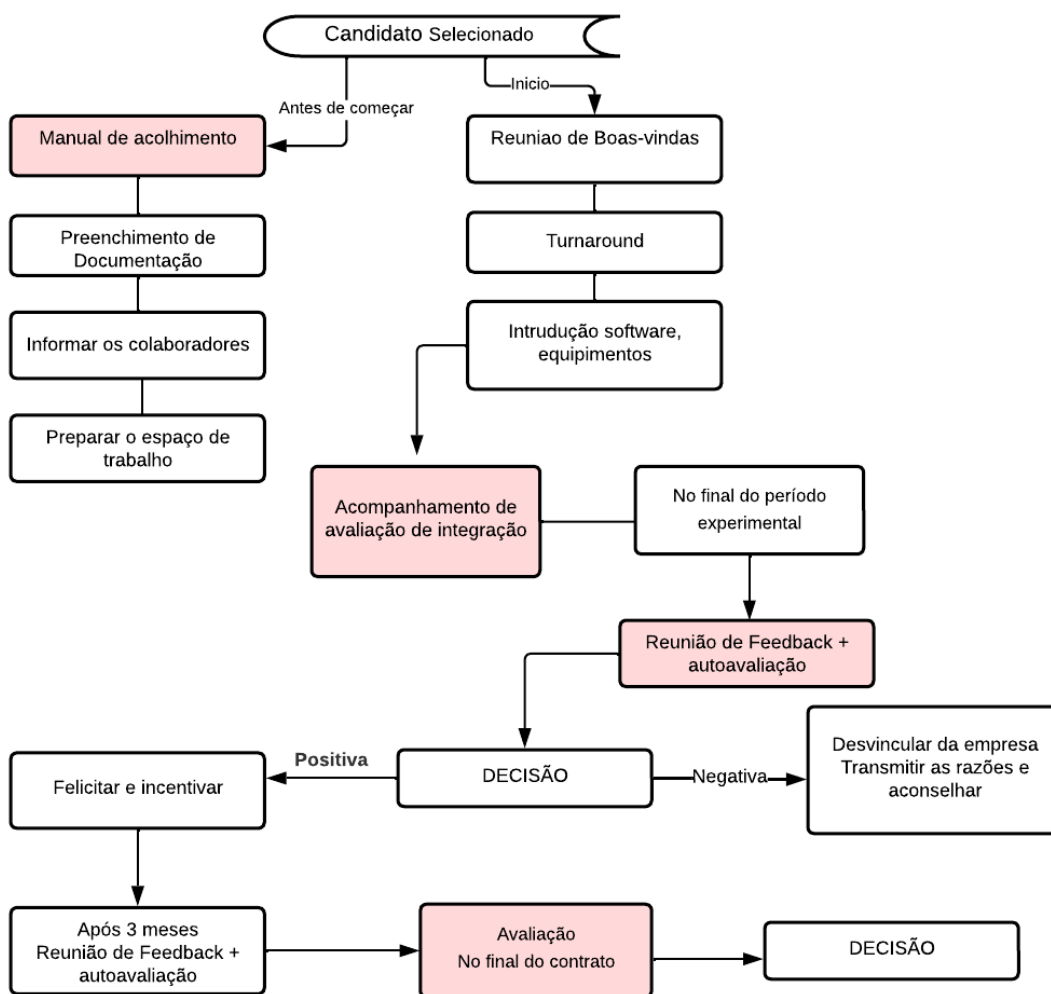 Candidato Selecionado
Inicio
Antes de começar
Manual de acolhimento
Reuniao de Boas-vindas
Preenchimento de
Documentação
Turnaround
Informar os colaboradores
Intrudução software,
equipimentos
Preparar o espaço de
trabalho
Acompanhamento de
avaliação de integração
No final do período
experimental
Reunião de Feedback +
autoavaliação
DECISÃO
Positiva
Negativa
Felicitar e incentivar
Desvincular da empresa
Transmitir as razões e
aconselhar
Após 3 meses
Reunião de Feedback +
autoavaliação
Avaliação
No final do contrato
DECISÃO